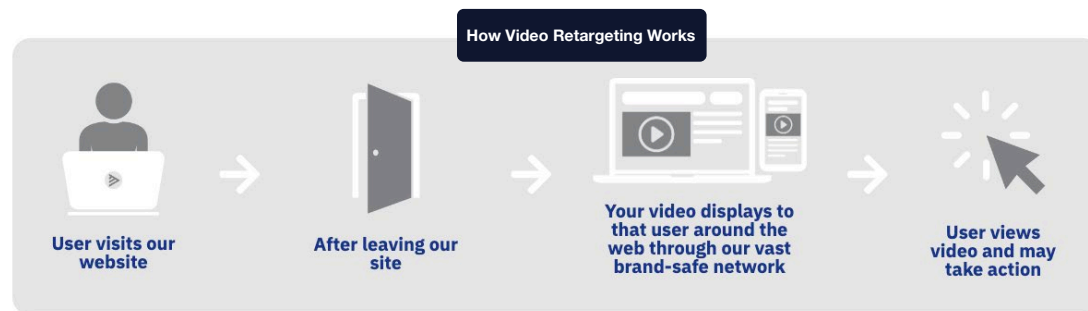 How Video Retargeting Works
User visits our
website
After leaving our
site
Your video displays to
that user around the
web through our vast
brand-safe network
User views
video and may
take action